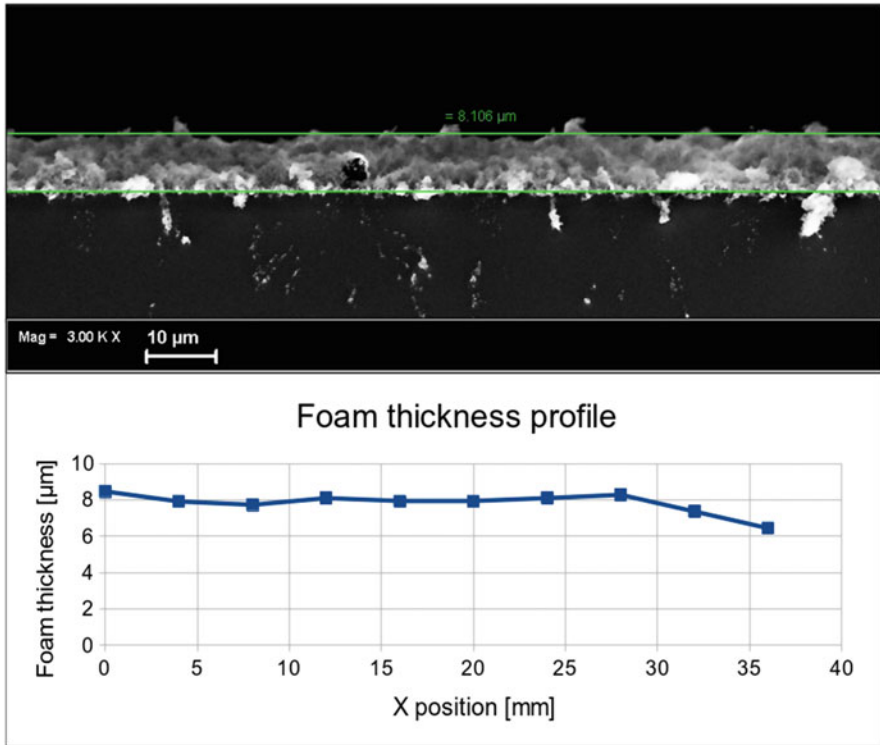 = 8.106 µm
Mag = 3.00 K X
10 µm
Foam thickness profile
Foam thickness [µm]
10
8
6
4
2
0
0 5 10 15 20 25 30 35 40
X position [mm]